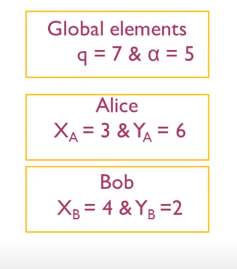 Global elements
q = 7 & α = 5
Alice
X_A = 3 & Y_A = 6
Bob
X_B = 4 & Y_B =2